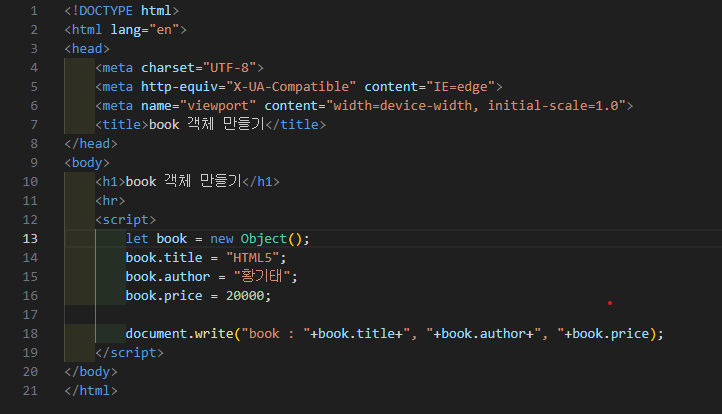 1 <!DOCTYPE html>
2 <html lang="en">
3 <head>
4     <meta charset="UTF-8">
5     <meta http-equiv="X-UA-Compatible" content="IE=edge">
6     <meta name="viewport" content="width=device-width, initial-scale=1.0">
7     <title>book 객체 만들기</title>
8 </head>
9 <body>
10     <h1>book 객체 만들기</h1>
11     <hr>
12     <script>
13         let book = new Object();
14         book.title = "HTML5";
15         book.author = "황기태";
16         book.price = 20000;
17
18         document.write("book : "+book.title+", "+book.author+", "+book.price);
19     </script>
20 </body>
21 </html>